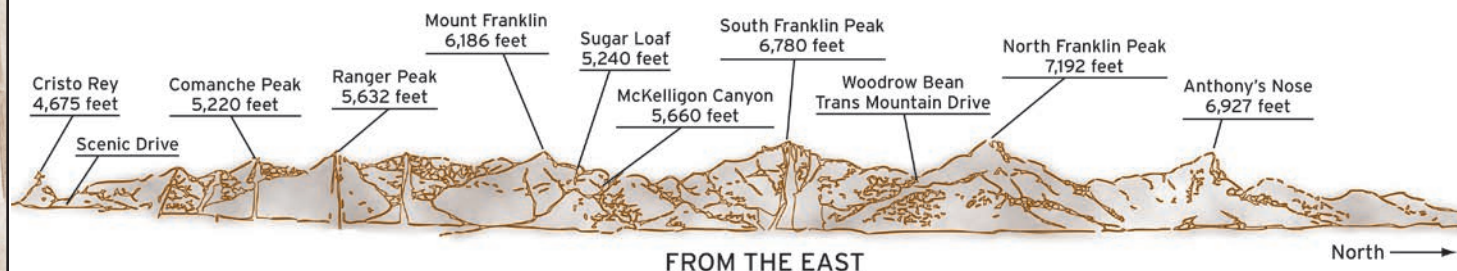 Cristo Rey
4,675 feet
Scenic Drive
Comanche Peak
5,220 feet
Ranger Peak
5,632 feet
Mount Franklin
6,186 feet
Sugar Loaf
5,240 feet
McKelligon Canyon
5,660 feet
South Franklin Peak
6,780 feet
Woodrow Bean
Trans Mountain Drive
North Franklin Peak
7,192 feet
Anthony's Nose
6,927 feet
FROM THE EAST
North